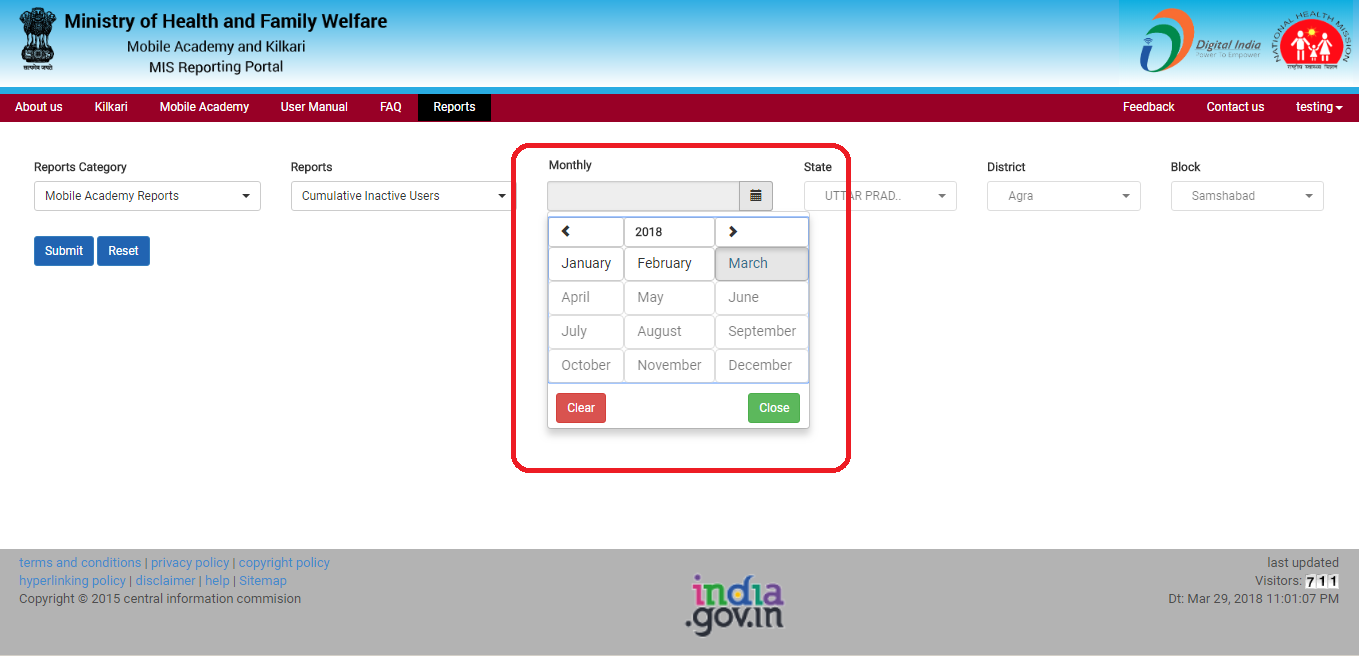 Ministry of Health and Family Welfare
Mobile Academy and Kilkari
MIS Reporting Portal
सत्यमेव जयते
Digital India
Power To Empower
NATIONAL HEALTH MISSION
राष्ट्रीय स्वास्थ्य मिशन
About us Kilkari Mobile Academy User Manual FAQ Reports Feedback Contact us testing
Reports Category Reports Monthly State District Block
Mobile Academy Reports Cumulative Inactive Users UTTAR PRAD.. Agra Samshabad
Submit Reset
2018
January February March
April May June
July August September
October November December
Clear Close
terms and conditions | privacy policy | copyright policy
hyperlinking policy | disclaimer | help | Sitemap
Copyright © 2015 central information commision
india
.gov.in
last updated
Visitors: 711
Dt: Mar 29, 2018 11:01:07 PM